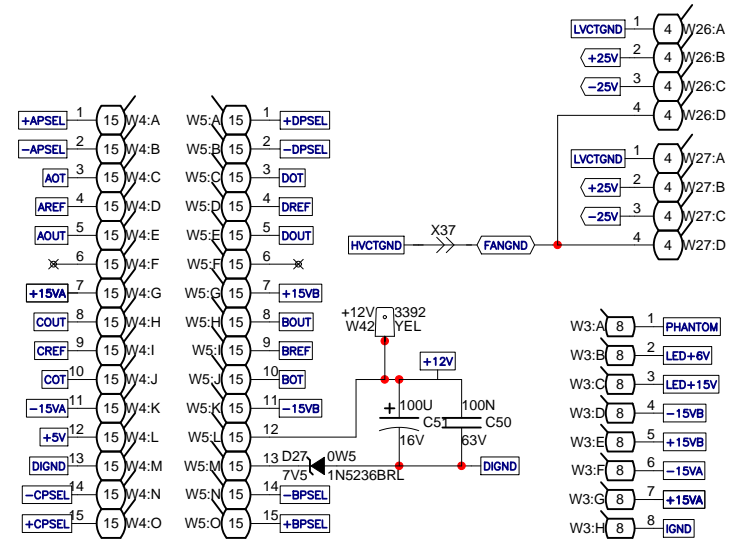 LVCTGND 1 4 W26:A
+25V 2 4 W26:B
-25V 3 4 W26:C
4 4 W26:D
LVCTGND 1 4 W27:A
+25V 2 4 W27:B
-25V 3 4 W27:C
HVCTGND X37 FANGND 4 4 W27:D
+APSEL 1 15 W4:A
-APSEL 2 15 W4:B
AOT 3 15 W4:C
AREF 4 15 W4:D
AOUT 5 15 W4:E
6 15 W4:F
+15VA 7 15 W4:G
COUT 8 15 W4:H
CREF 9 15 W4:I
COT 10 15 W4:J
-15VA 11 15 W4:K
+5V 12 15 W4:L
DIGND 13 15 W4:M
-CPSEL 14 15 W4:N
+CPSEL 15 15 W4:O
W5:A 15 1 +DPSEL
W5:B 15 2 -DPSEL
W5:C 15 3 DOT
W5:D 15 4 DREF
W5:E 15 5 DOUT
W5:F 15 6
W5:G 15 7 +15VB
W5:H 15 8 BOUT
W5:I 15 9 BREF
W5:J 15 10 BOT
W5:K 15 11 -15VB
W5:L 15 12
W5:M 15 13
W5:N 15 14 -BPSEL
W5:O 15 15 +BPSEL
+12V 3392
W42 YEL
+12V
+ 100U 100N
C51 C50
16V 63V
D27 0W5
7V5 1N5236BRL
DIGND
W3:A 8 1 PHANTOM
W3:B 8 2 LED+6V
W3:C 8 3 LED+15V
W3:D 8 4 -15VB
W3:E 8 5 +15VB
W3:F 8 6 -15VA
W3:G 8 7 +15VA
W3:H 8 8 IGND